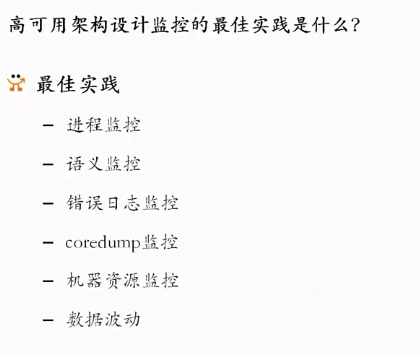 高可用架构设计监控的最佳实践是什么？
最佳实践
– 进程监控
– 语义监控
– 错误日志监控
– coredump监控
– 机器资源监控
– 数据波动